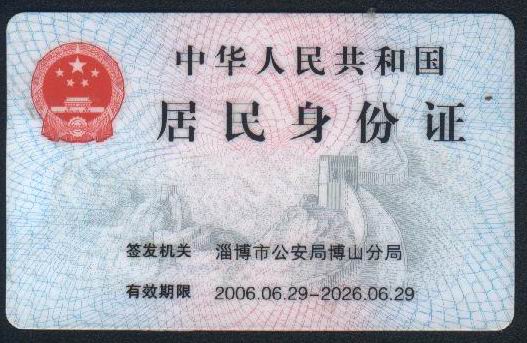 中华人民共和国
居民身份证
签发机关 淄博市公安局博山分局
有效期限 2006.06.29-2026.06.29